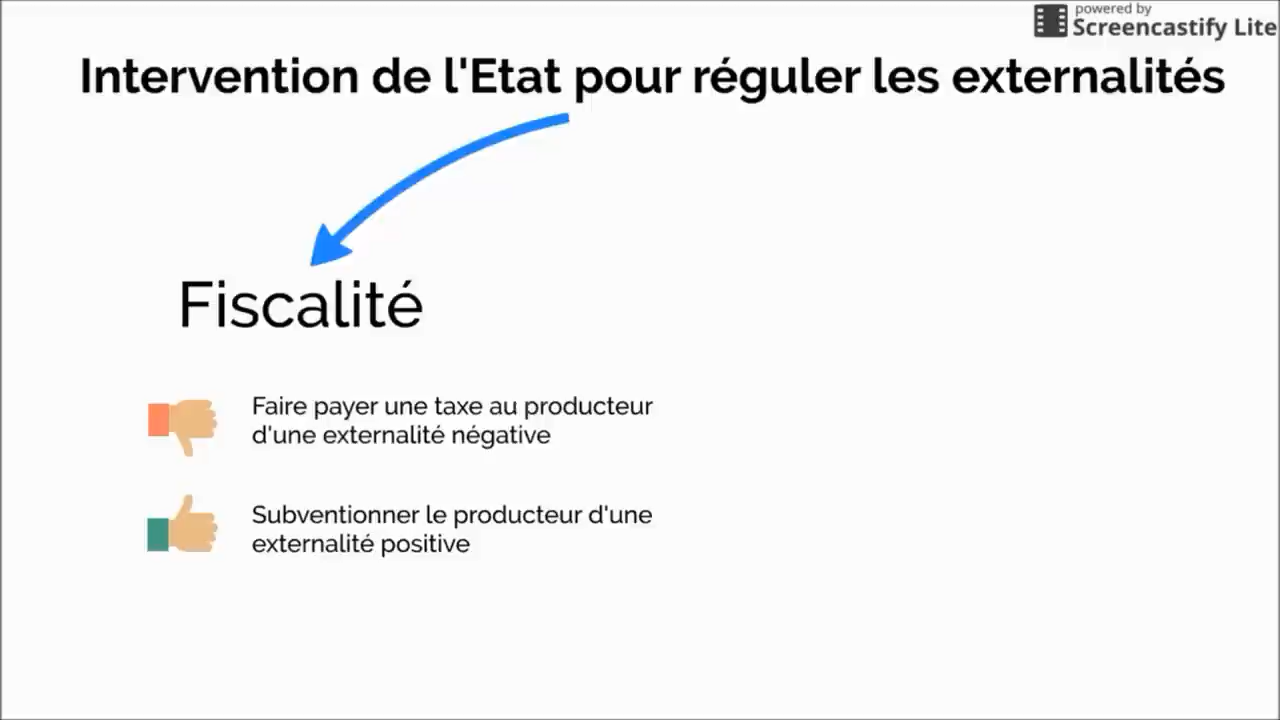 powered by
Screencastify Lite
Intervention de l'Etat pour réguler les externalités
Fiscalité
Faire payer une taxe au producteur
d'une externalité négative
Subventionner le producteur d'une
externalité positive